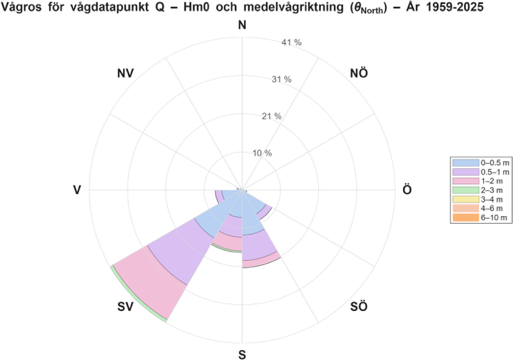 Vågros för vågdatapunkt Q – Hm0 och medelvågriktning (θNorth) – År 1959-2025
N
41 %
NV
NÖ
31 %
21 %
10 %
V
Ö
0–0.5 m
0.5–1 m
1–2 m
2–3 m
3–4 m
4–6 m
6–10 m
SV
SÖ
S